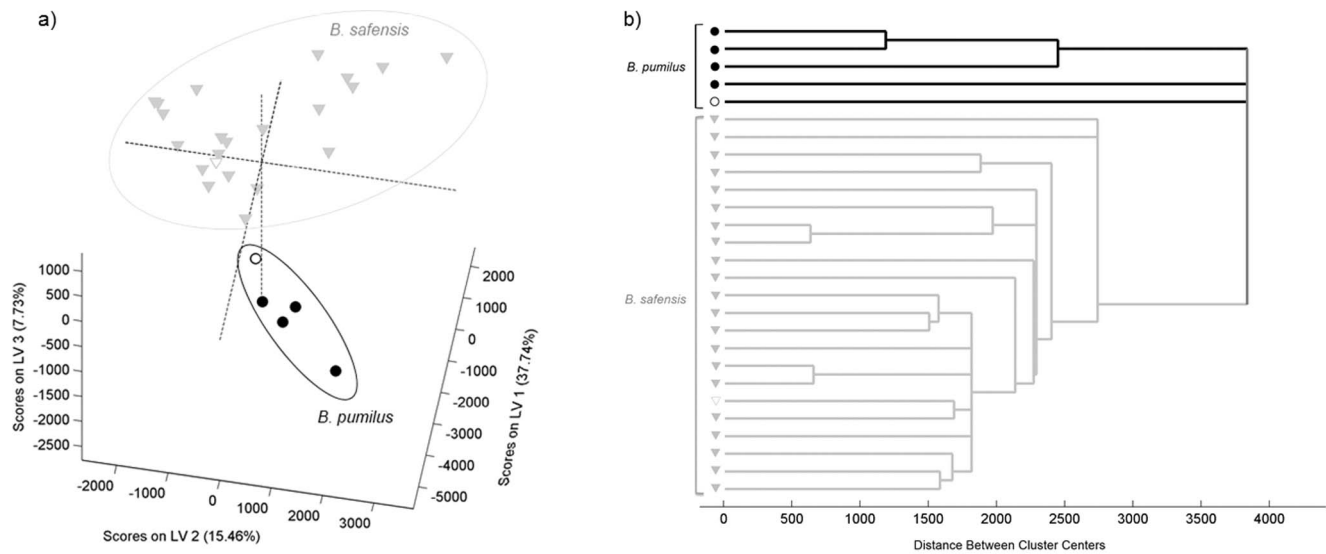 a)
B. safensis
Scores on LV 3 (7.73%)
1000
500
0
-500
-1000
-1500
-2000
-2500
B. pumilus
2000
1000
0
-1000
-2000
-3000
-4000
-5000
Scores on LV 1 (37.74%)
-2000
-1000
0
1000
2000
3000
Scores on LV 2 (15.46%)
b)
B. pumilus
B. safensis
0 500 1000 1500 2000 2500 3000 3500 4000
Distance Between Cluster Centers